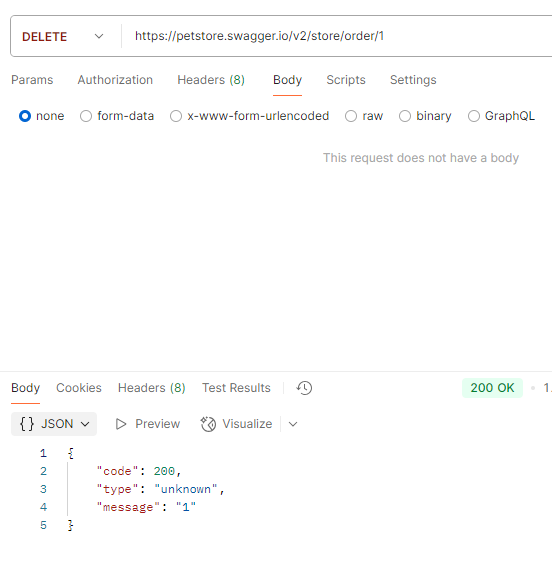 DELETE https://petstore.swagger.io/v2/store/order/1
Params Authorization Headers (8) Body Scripts Settings
none form-data x-www-form-urlencoded raw binary GraphQL
This request does not have a body
Body Cookies Headers (8) Test Results 200 OK • 1.
{} JSON Preview Visualize
1 {
2 "code": 200,
3 "type": "unknown",
4 "message": "1"
5 }